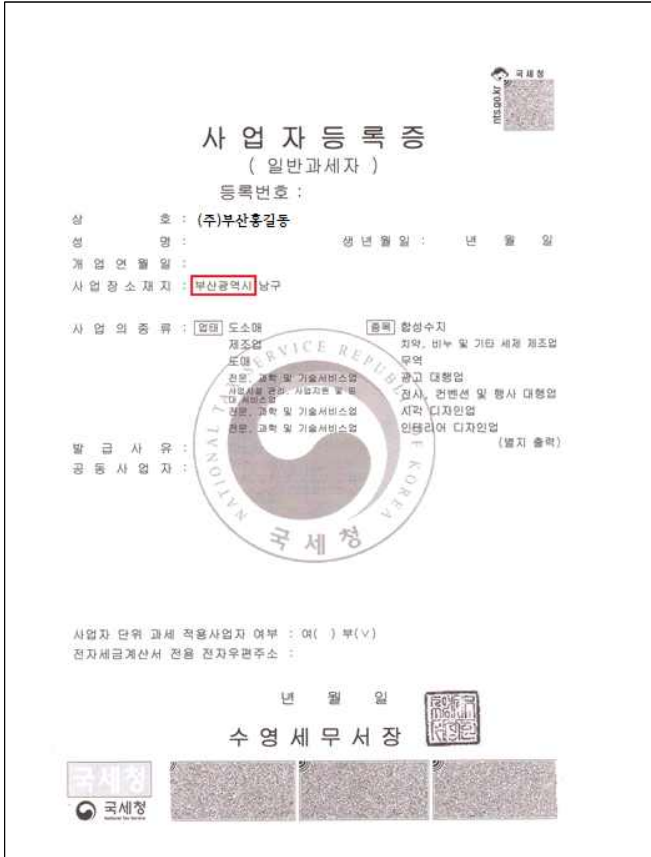 국세청
nts.go.kr
사업자등록증
( 일반과세자 )
등록번호 :
상 호 : (주)부산홍길동
성 명 : 생년월일 : 년 월 일
개업연월일 :
사업장소재지 : 부산광역시 남구
사업의종류 : 업태 도소매 종목 합성수지
제조업 치약, 비누 및 기타 세제 제조업
도매 무역
전문, 과학 및 기술서비스업 광고 대행업
사업시설 관리, 사업지원 및 임 전시, 컨벤션 및 행사 대행업
대 서비스업
전문, 과학 및 기술서비스업 시각 디자인업
전문, 과학 및 기술서비스업 인테리어 디자인업
발급사유 : (별지 출력)
공동사업자 :
NATIONAL TAX SERVICE REPUBLIC OF KOREA
국세청
사업자 단위 과세 적용사업자 여부 : 여( ) 부(∨)
전자세금계산서 전용 전자우편주소 :
년 월 일
수영세무서장
국세청
국세청
National Tax Service